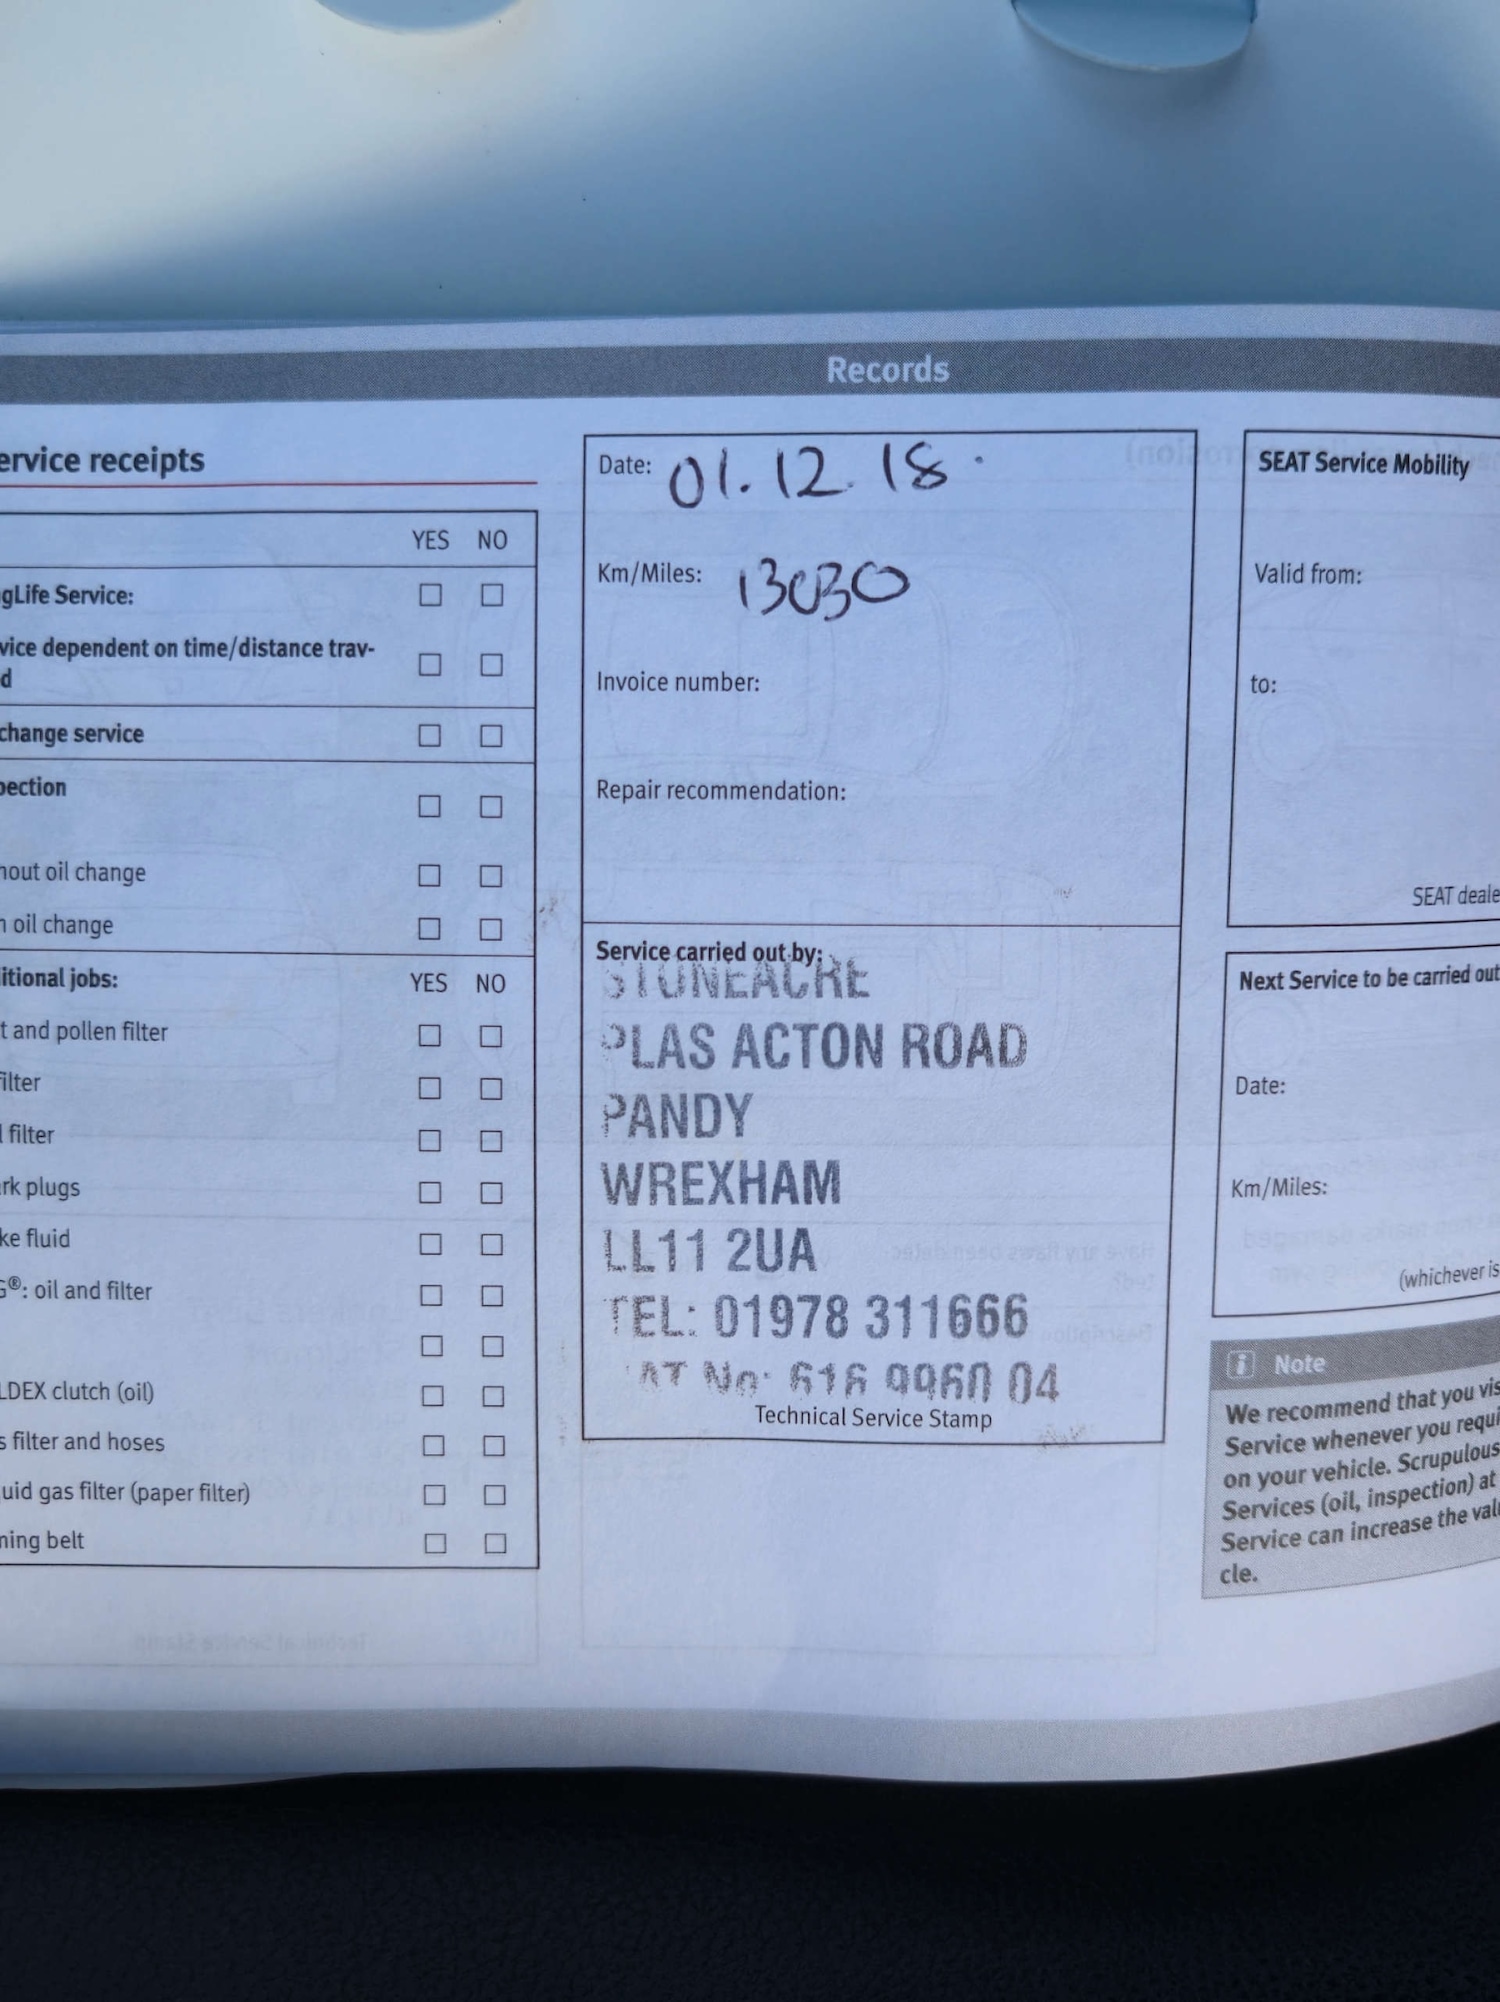 Records
ervice receipts
YES NO
gLife Service:
vice dependent on time/distance trav-
d
change service
pection
hout oil change
n oil change
itional jobs:
YES NO
t and pollen filter
ilter
l filter
rk plugs
ke fluid
G®: oil and filter
LDEX clutch (oil)
s filter and hoses
uid gas filter (paper filter)
ning belt
Date: 01.12.18.
Km/Miles: 13030
Invoice number:
Repair recommendation:
Service carried out by:
STONEACRE
PLAS ACTON ROAD
PANDY
WREXHAM
LL11 2UA
TEL: 01978 311666
VAT No: 616 9960 04
Technical Service Stamp
SEAT Service Mobility
Valid from:
to:
SEAT deale
Next Service to be carried out
Date:
Km/Miles:
(whichever is
i Note
We recommend that you vis
Service whenever you requi
on your vehicle. Scrupulous
Services (oil, inspection) at
Service can increase the val
cle.